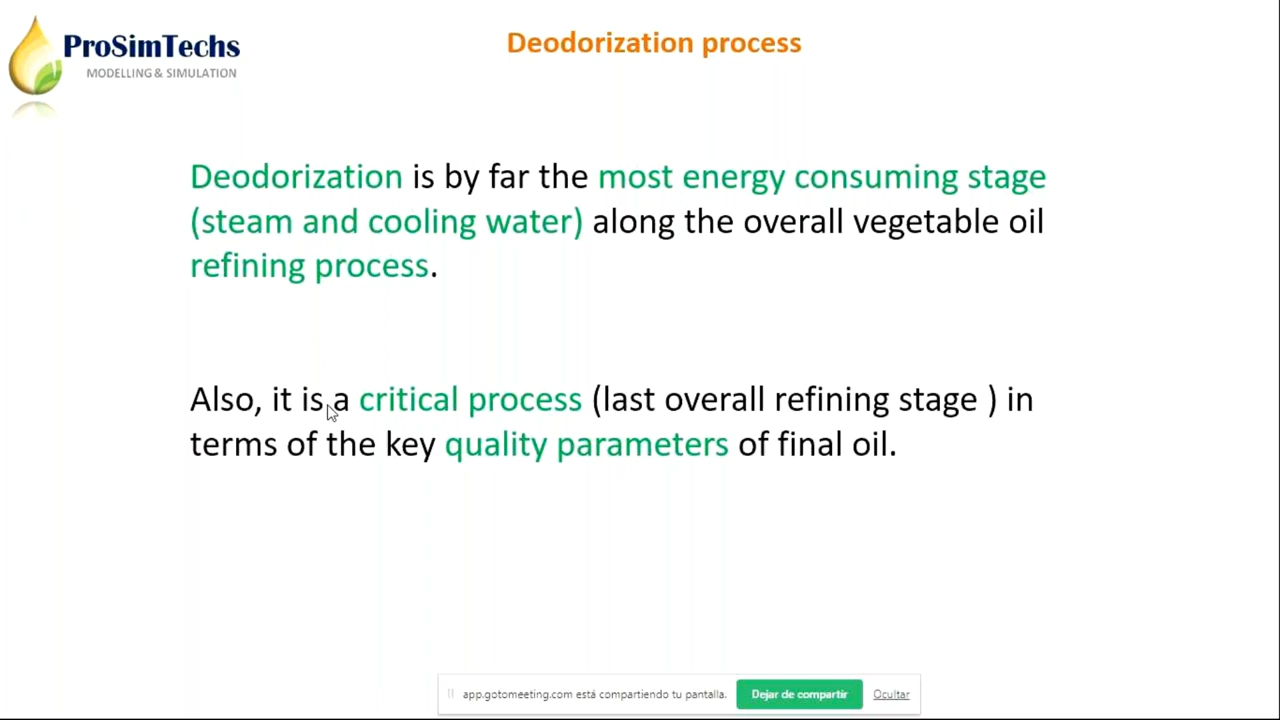 ProSimTechs
MODELLING & SIMULATION
Deodorization process
Deodorization is by far the most energy consuming stage
(steam and cooling water) along the overall vegetable oil
refining process.
Also, it is a critical process (last overall refining stage ) in
terms of the key quality parameters of final oil.
app.gotomeeting.com está compartiendo tu pantalla.
Dejar de compartir
Ocultar